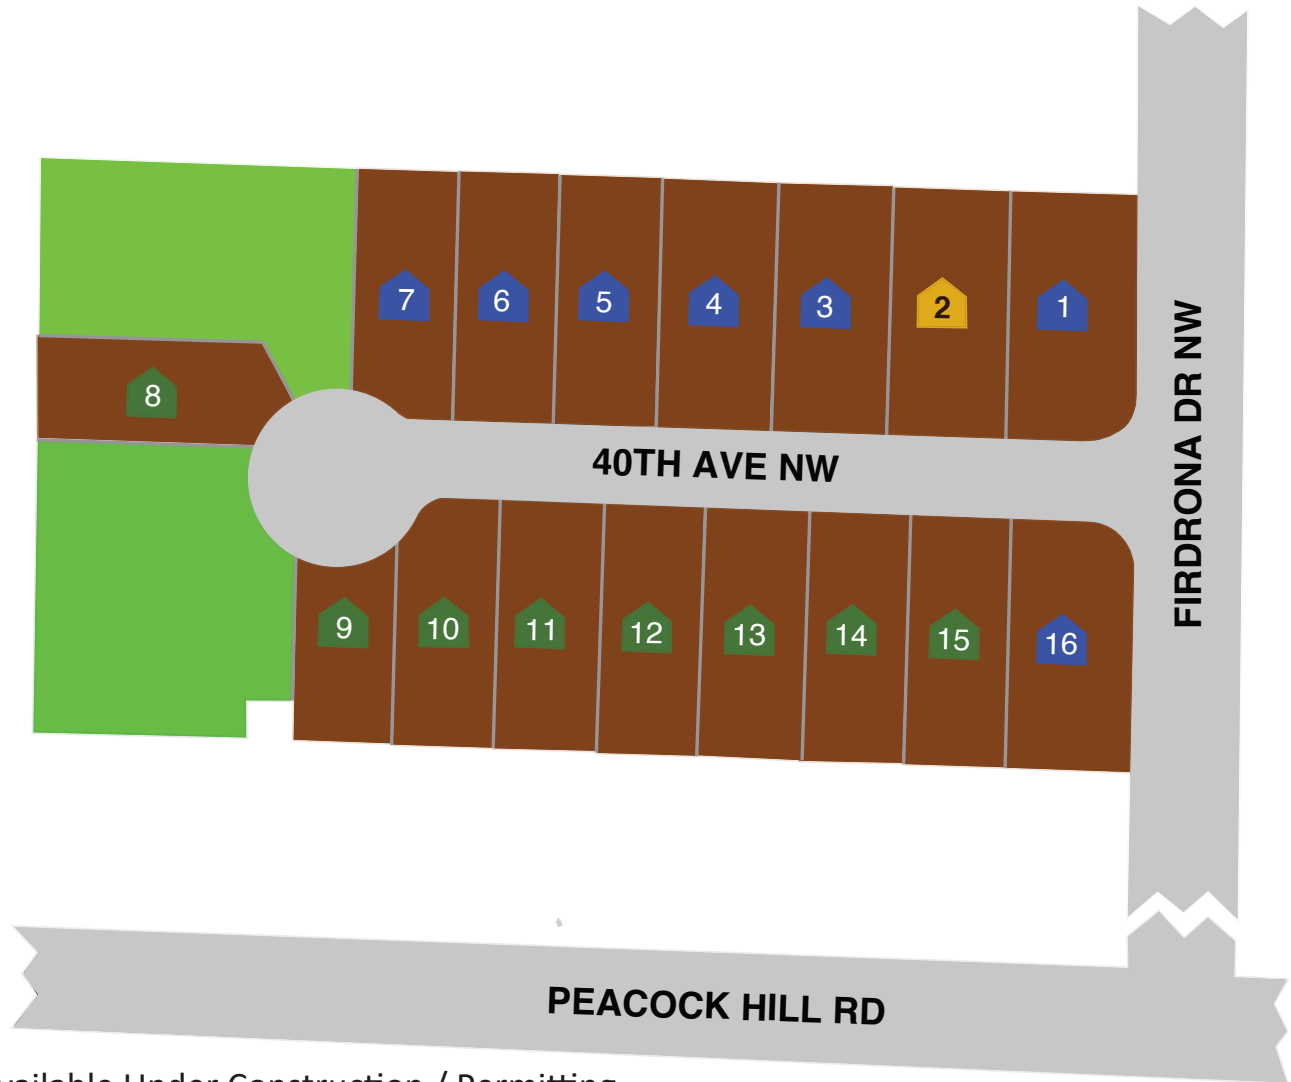 7 6 5 4 3 2 1
8
40TH AVE NW
FIRDRONA DR NW
9 10 11 12 13 14 15 16
PEACOCK HILL RD
Under Construction / Permitting